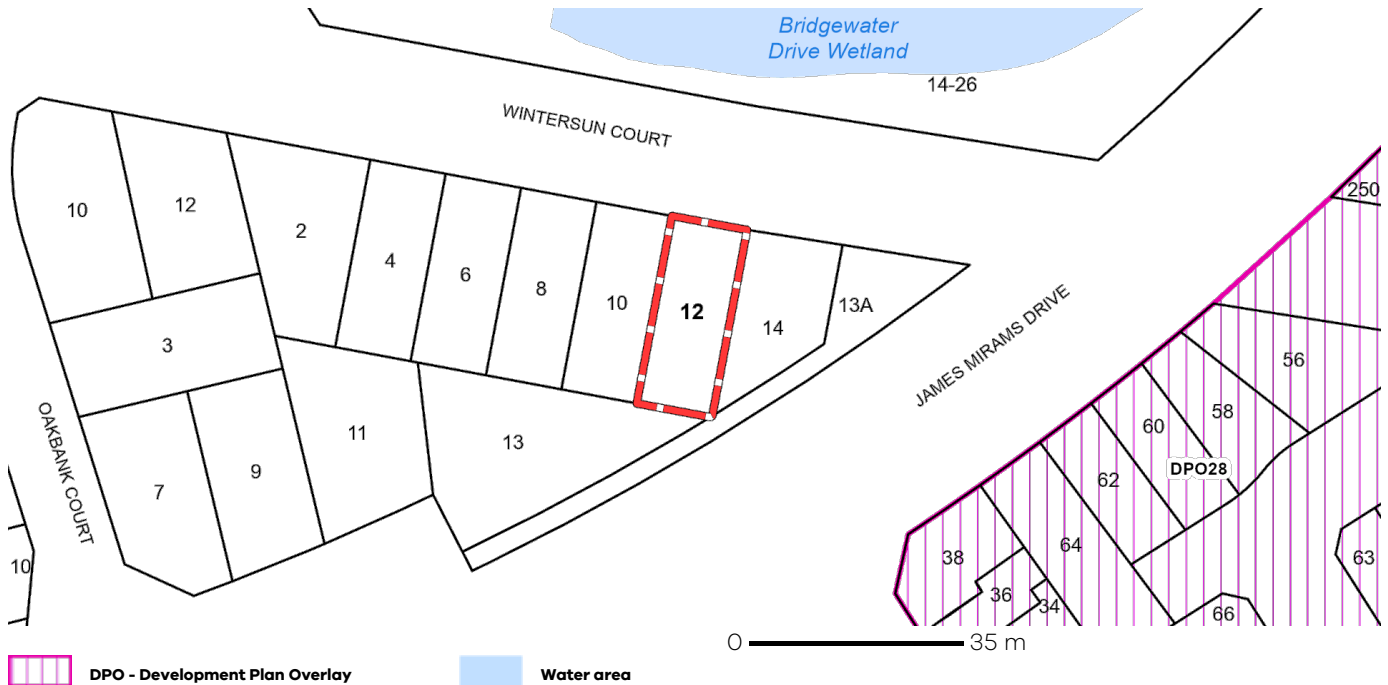 Bridgewater
Drive Wetland
14-26
WINTERSUN COURT
250
10
12
2
4
6
8
10
12
14
13A
3
JAMES MIRAMS DRIVE
56
58
60
DPO28
62
64
OAKBANK COURT
7
9
11
13
10
38
36
34
66
63
0 35 m
DPO - Development Plan Overlay
Water area